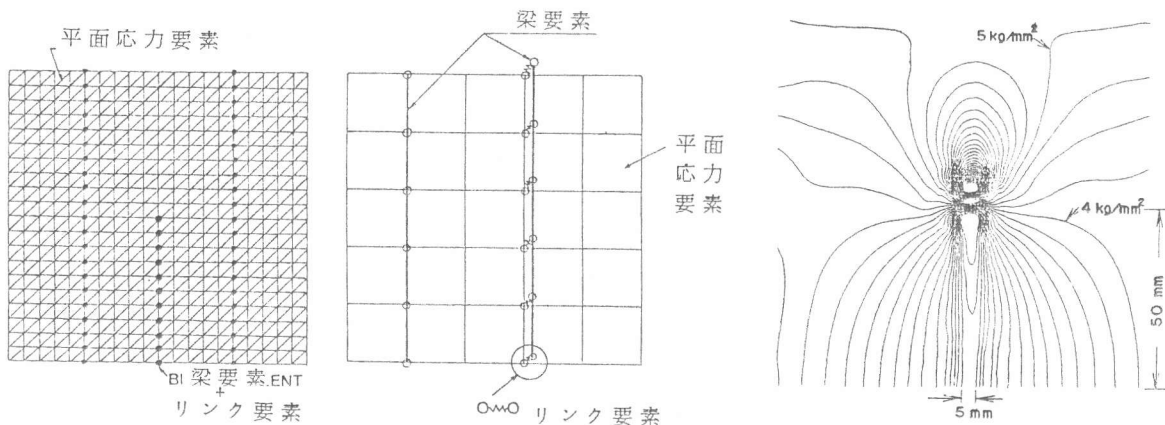 平面応力要素
BI 梁要素.ENT
+
リンク要素
梁要素
平面
応力
要素
リンク要素
5 kg/mm²
4 kg/mm²
50 mm
5 mm